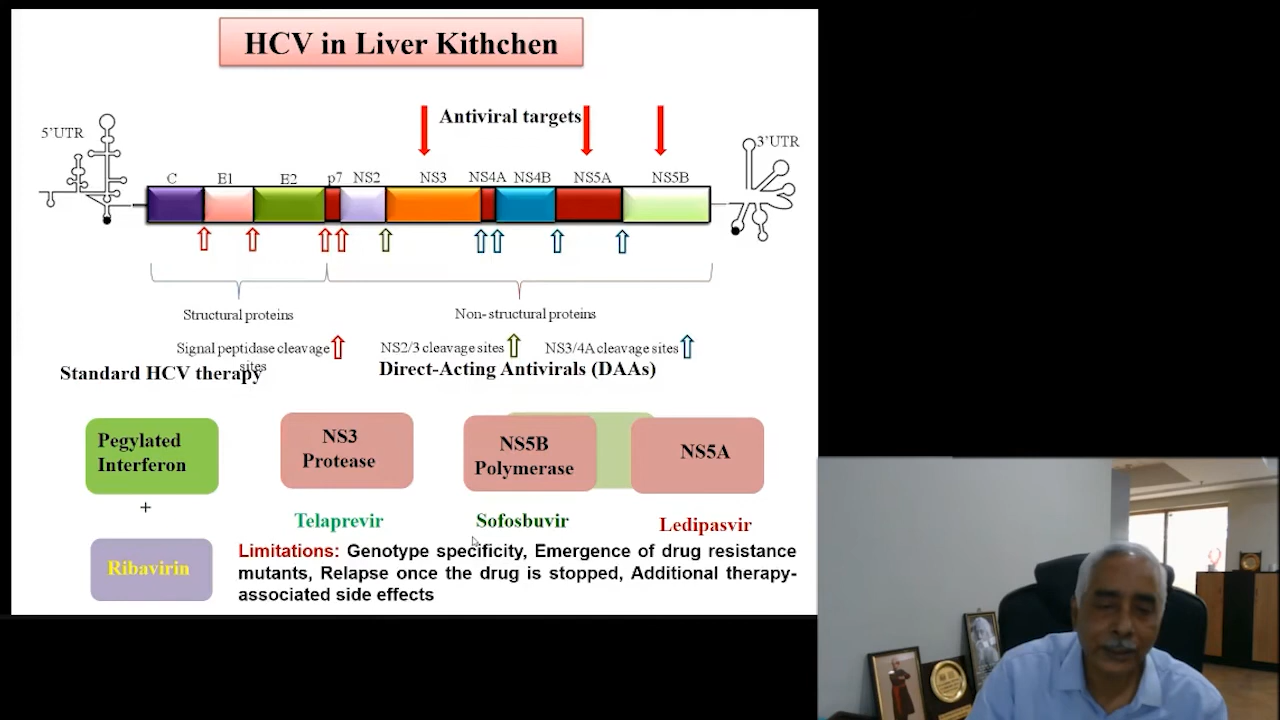 HCV in Liver Kithchen
Antiviral targets
5'UTR
3'UTR
C E1 E2 p7 NS2 NS3 NS4A NS4B NS5A NS5B
Structural proteins
Non-structural proteins
Signal peptidase cleavage
sites
NS2/3 cleavage sites
NS3/4A cleavage sites
Standard HCV therapy
Direct-Acting Antivirals (DAAs)
Pegylated
Interferon
+
Ribavirin
NS3
Protease
Telaprevir
NS5B
Polymerase
Sofosbuvir
NS5A
Ledipasvir
Limitations: Genotype specificity, Emergence of drug resistance
mutants, Relapse once the drug is stopped, Additional therapy-
associated side effects